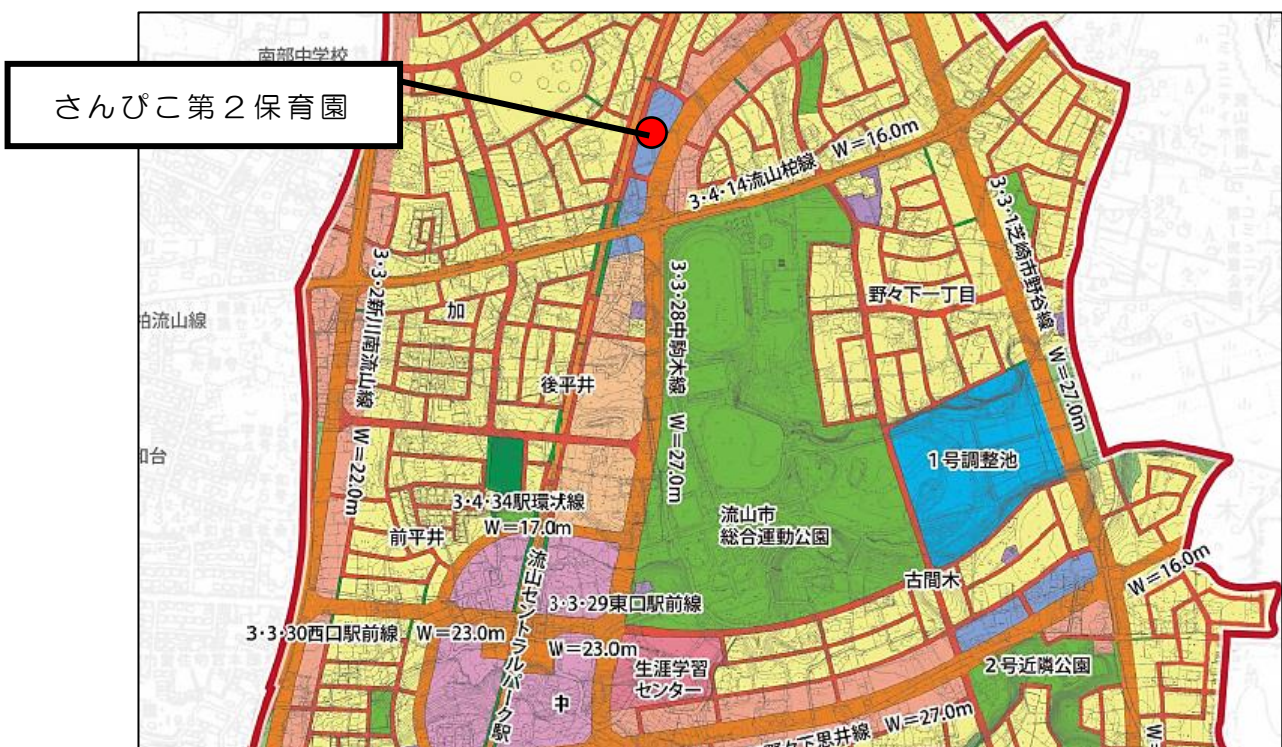 南部中学校
さんぴこ第2保育園
3・4・14流山柏線 W=16.0m
3・3・1芝崎市野谷線 W=27.0m
3・3・2新川南流山線 W=22.0m
加
野々下一丁目
柏流山線
3・3・28中駒木線 W=27.0m
後平井
1号調整池
和台
3・4・34駅環状線
W=17.0m
流山市
総合運動公園
前平井
古間木
W=16.0m
流山セントラルパーク駅
3・3・29東口駅前線
W=23.0m
3・3・30西口駅前線 W=23.0m
生涯学習
センター
2号近隣公園
中
野々下思井線 W=27.0m
W=